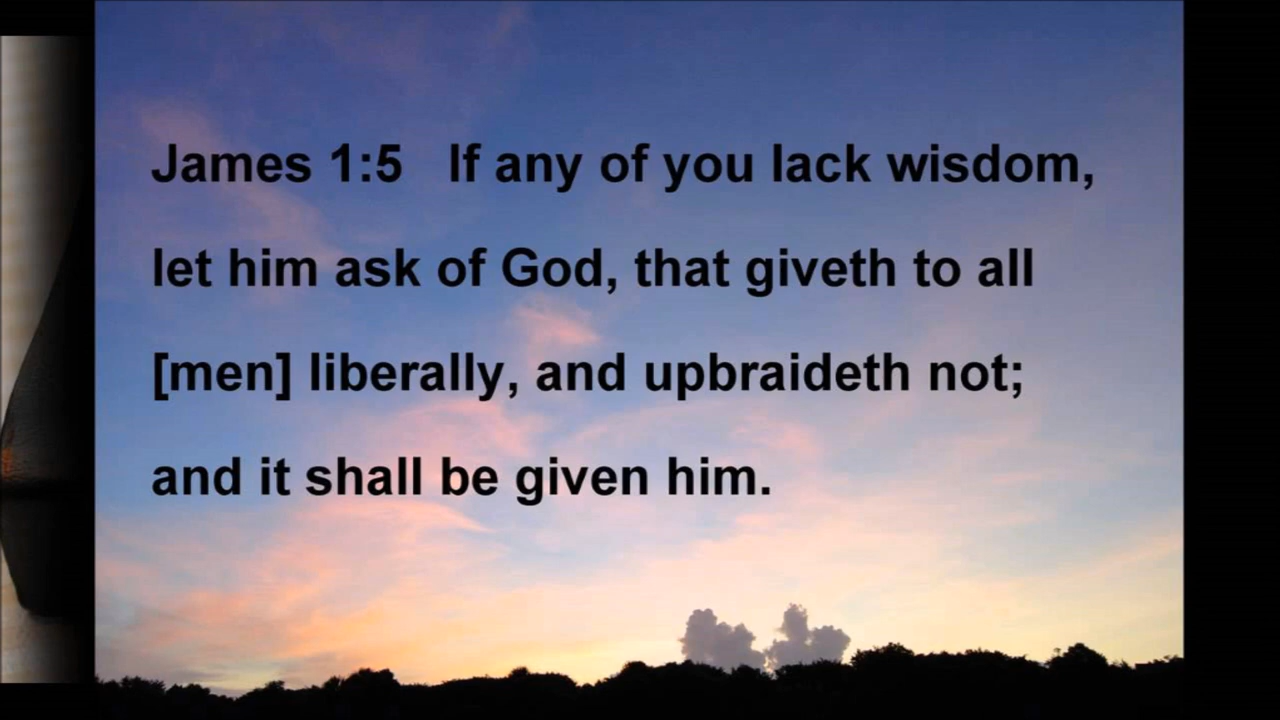 James 1:5   If any of you lack wisdom,
let him ask of God, that giveth to all
[men] liberally, and upbraideth not;
and it shall be given him.